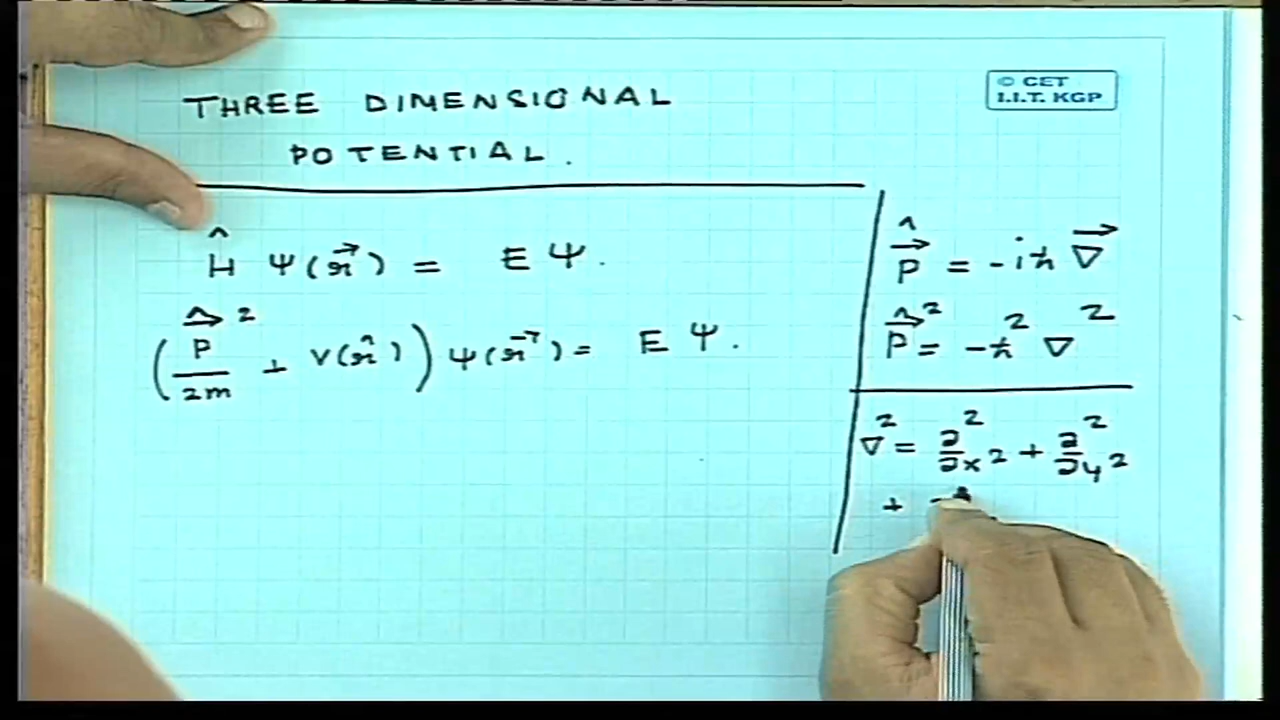 THREE DIMENSIONAL
POTENTIAL.
© CET
I.I.T. KGP
Ĥ Ψ(r⃗) = E Ψ.
(p̂⃗²/2m + V(r̂)) Ψ(r⃗) = E Ψ.
p̂⃗ = -iħ ∇⃗
p̂⃗² = -ħ² ∇²
∇² = ∂²/∂x² + ∂²/∂y²
+